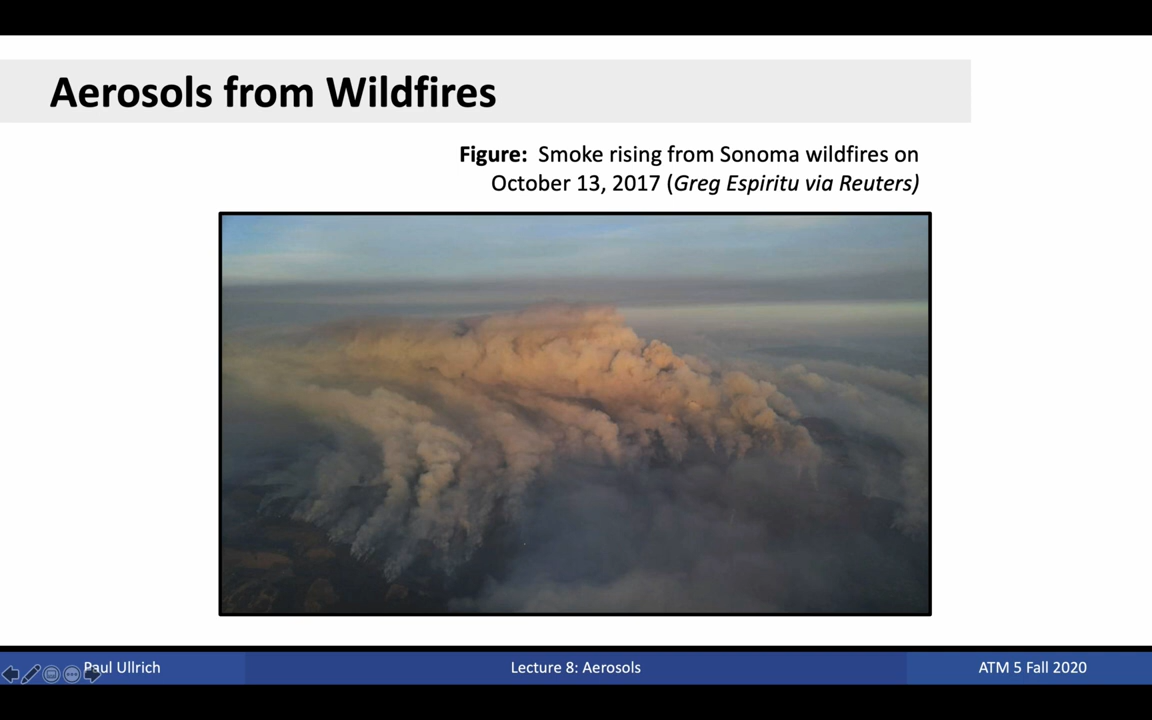 Aerosols from Wildfires
Figure: Smoke rising from Sonoma wildfires on
October 13, 2017 (Greg Espiritu via Reuters)
Paul Ullrich
Lecture 8: Aerosols
ATM 5 Fall 2020